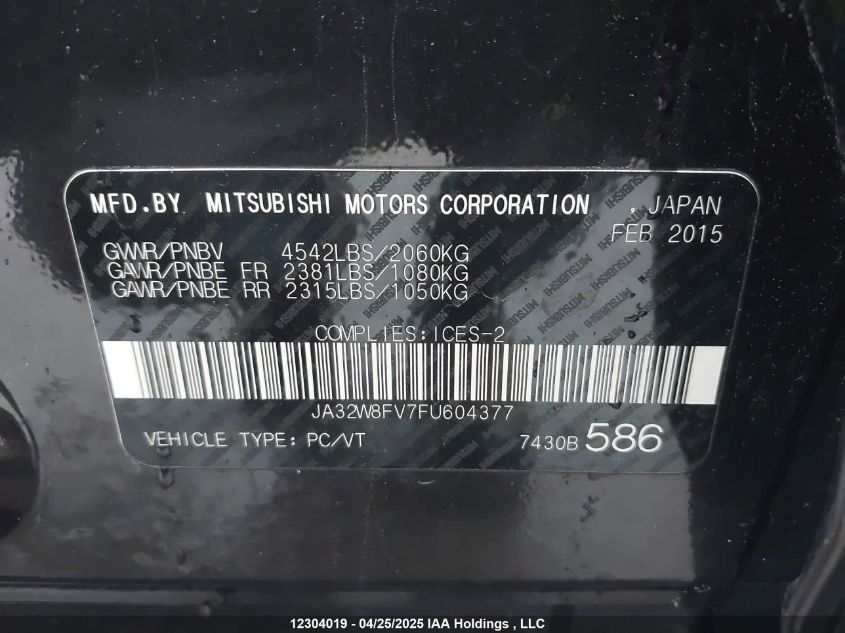 MFD.BY MITSUBISHI MOTORS CORPORATION , JAPAN
FEB 2015
GVWR/PNBV 4542LBS/2060KG
GAWR/PNBE FR 2381LBS/1080KG
GAWR/PNBE RR 2315LBS/1050KG
COMPLIES:ICES-2
JA32W8FV7FU604377
VEHICLE TYPE: PC/VT 7430B 586
12304019 - 04/25/2025 IAA Holdings , LLC